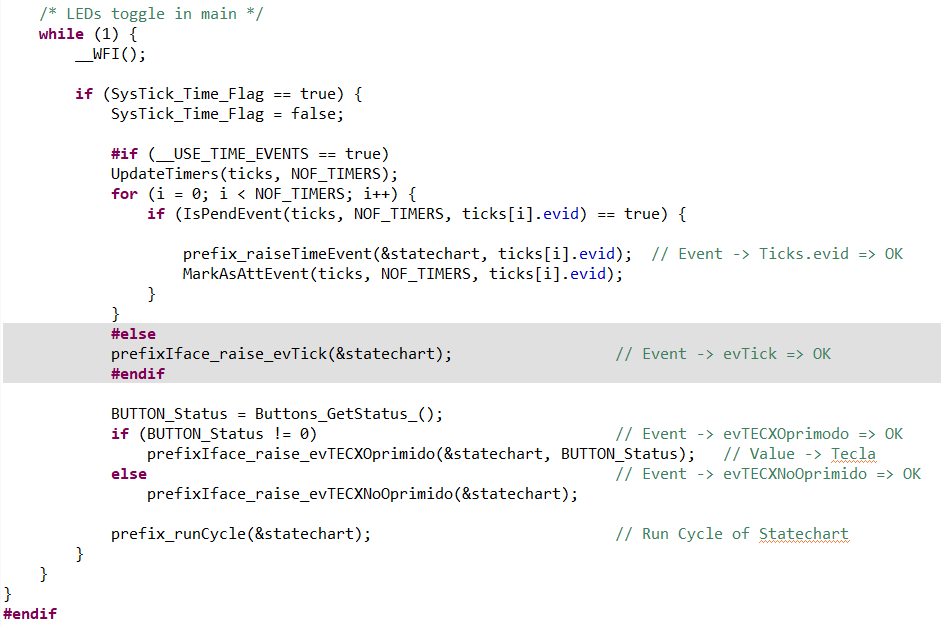 /* LEDs toggle in main */
while (1) {
__WFI();
if (SysTick_Time_Flag == true) {
SysTick_Time_Flag = false;
#if (__USE_TIME_EVENTS == true)
UpdateTimers(ticks, NOF_TIMERS);
for (i = 0; i < NOF_TIMERS; i++) {
if (IsPendEvent(ticks, NOF_TIMERS, ticks[i].evid) == true) {
prefix_raiseTimeEvent(&statechart, ticks[i].evid); // Event -> Ticks.evid => OK
MarkAsAttEvent(ticks, NOF_TIMERS, ticks[i].evid);
}
}
#else
prefixIface_raise_evTick(&statechart); // Event -> evTick => OK
#endif
BUTTON_Status = Buttons_GetStatus_();
if (BUTTON_Status != 0) // Event -> evTECXOprimodo => OK
prefixIface_raise_evTECXOprimido(&statechart, BUTTON_Status); // Value -> Tecla
else // Event -> evTECXNoOprimido => OK
prefixIface_raise_evTECXNoOprimido(&statechart);
prefix_runCycle(&statechart); // Run Cycle of Statechart
}
}
}
#endif